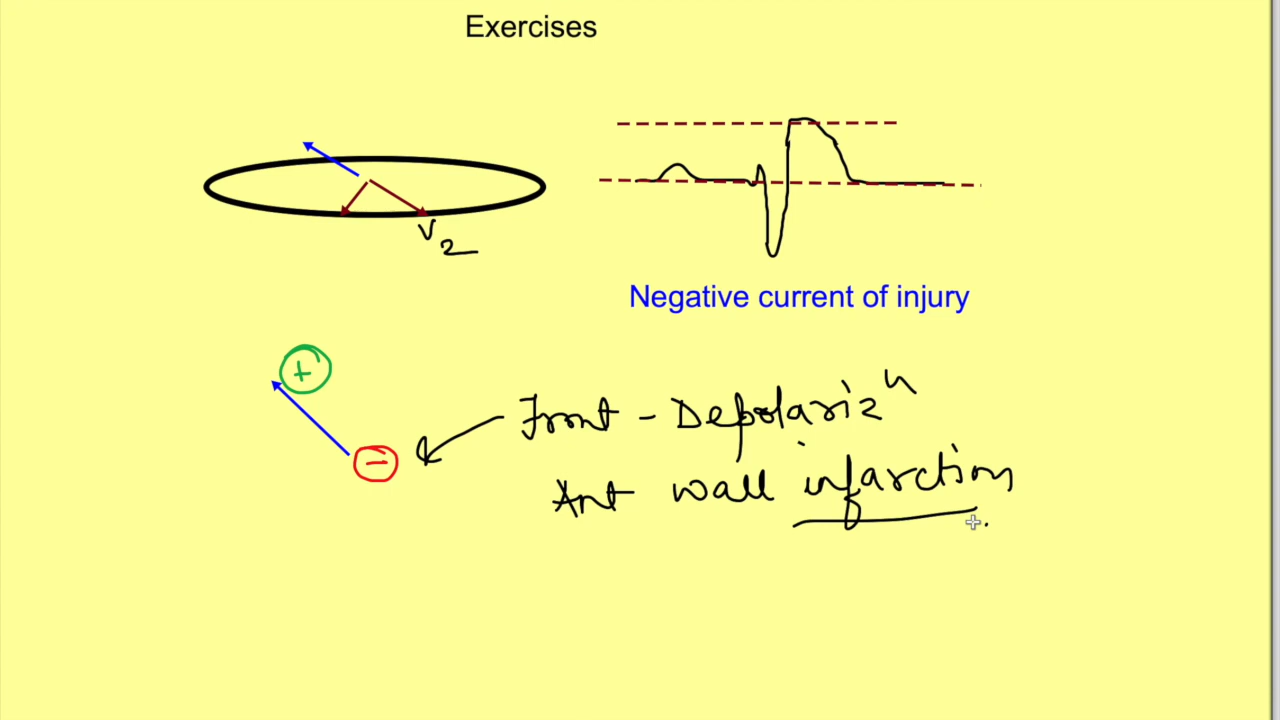 Exercises
V2
Negative current of injury
+
Front - Depolarizⁿ
-
Ant wall infarction